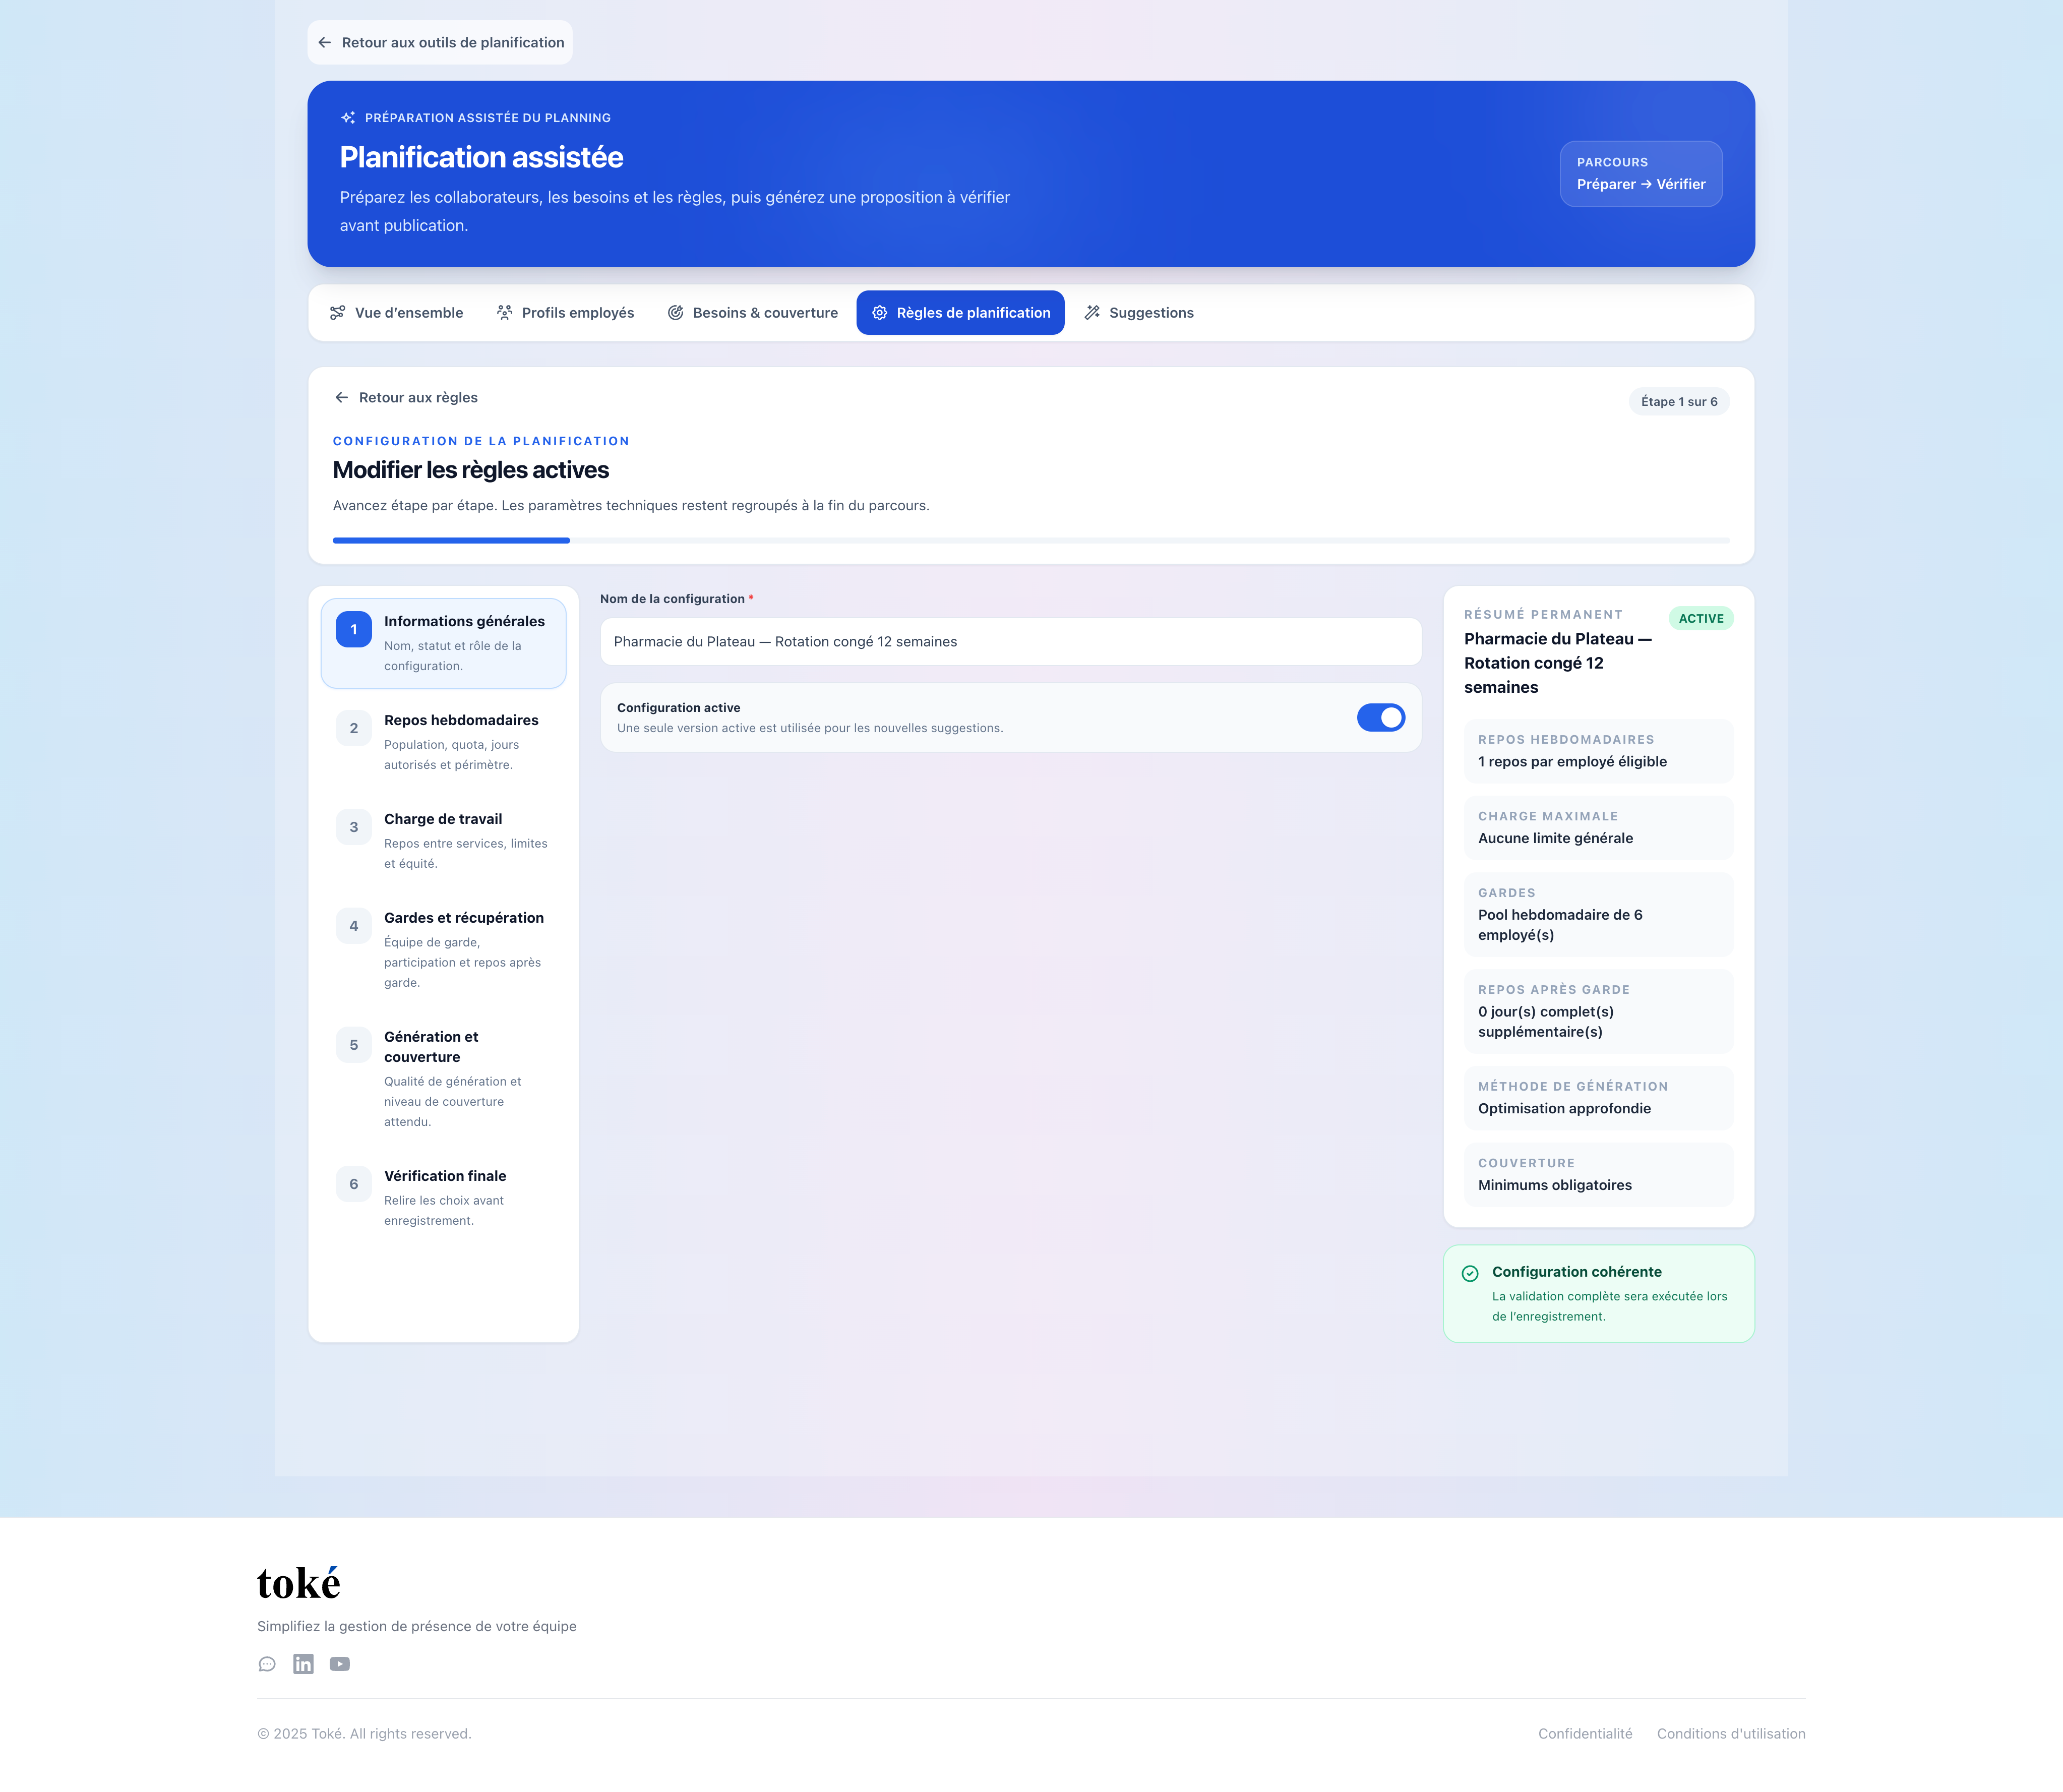 Retour aux outils de planification
PRÉPARATION ASSISTÉE DU PLANNING
Planification assistée
Préparez les collaborateurs, les besoins et les règles, puis générez une proposition à vérifier
avant publication.
PARCOURS
Préparer → Vérifier
Vue d’ensemble
Profils employés
Besoins & couverture
Règles de planification
Suggestions
Retour aux règles
Étape 1 sur 6
CONFIGURATION DE LA PLANIFICATION
Modifier les règles actives
Avancez étape par étape. Les paramètres techniques restent regroupés à la fin du parcours.
1
Informations générales
Nom, statut et rôle de la
configuration.
2
Repos hebdomadaires
Population, quota, jours
autorisés et périmètre.
3
Charge de travail
Repos entre services, limites
et équité.
4
Gardes et récupération
Équipe de garde,
participation et repos après
garde.
5
Génération et
couverture
Qualité de génération et
niveau de couverture
attendu.
6
Vérification finale
Relire les choix avant
enregistrement.
Nom de la configuration *
Pharmacie du Plateau — Rotation congé 12 semaines
Configuration active
Une seule version active est utilisée pour les nouvelles suggestions.
RÉSUMÉ PERMANENT
ACTIVE
Pharmacie du Plateau —
Rotation congé 12
semaines
REPOS HEBDOMADAIRES
1 repos par employé éligible
CHARGE MAXIMALE
Aucune limite générale
GARDES
Pool hebdomadaire de 6
employé(s)
REPOS APRÈS GARDE
0 jour(s) complet(s)
supplémentaire(s)
MÉTHODE DE GÉNÉRATION
Optimisation approfondie
COUVERTURE
Minimums obligatoires
Configuration cohérente
La validation complète sera exécutée lors
de l’enregistrement.
toké
Simplifiez la gestion de présence de votre équipe
in
© 2025 Toké. All rights reserved.
Confidentialité
Conditions d'utilisation